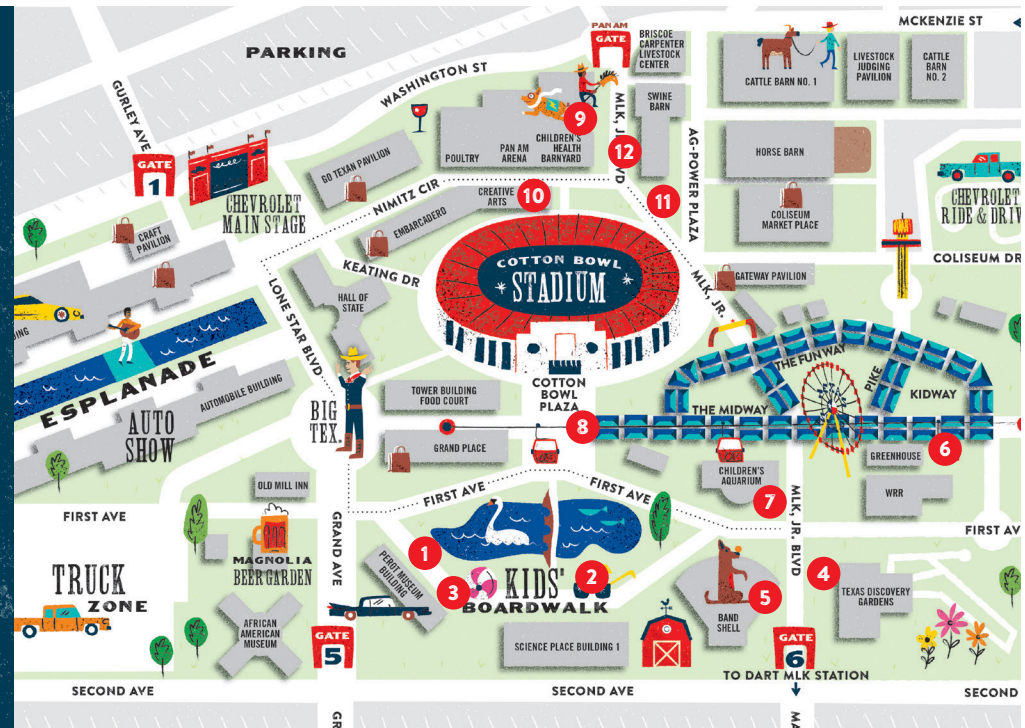 MCKENZIE ST
PARKING
PAN AM
GATE
BRISCOE
CARPENTER
LIVESTOCK
CENTER
CATTLE BARN NO. 1
LIVESTOCK
JUDGING
PAVILION
CATTLE
BARN
NO. 2
GURLEY AVE
WASHINGTON ST
SWINE
BARN
MLK, J
VD
9
12
POULTRY
PAN AM
ARENA
CHILDREN'S
HEALTH
BARNYARD
AG-POWER PLAZA
HORSE BARN
GATE
1
GO TEXAN PAVILION
CHEVROLET
MAIN STAGE
NIMITZ CIR
CREATIVE
ARTS
10
11
EMBARCADERO
COLISEUM
MARKET PLACE
CHEVROLET
RIDE & DRIV
CRAFT
PAVILION
COTTON BOWL
STADIUM
KEATING DR
COLISEUM DR
GATEWAY PAVILION
MLK, JR.
LONE STAR BLVD
HALL OF
STATE
ING
ESPLANADE
AUTOMOBILE BUILDING
AUTO
SHOW
BIG
TEX.
TOWER BUILDING
FOOD COURT
COTTON
BOWL
PLAZA
THE FUNWAY
PIKE
KIDWAY
THE MIDWAY
8
GRAND PLACE
GREENHOUSE
6
CHILDREN'S
AQUARIUM
7
WRR
OLD MILL INN
FIRST AVE
FIRST AVE
FIRST AVE
FIRST AV
MLK, JR. BLVD
GRAND AVE
MAGNOLIA
BEER GARDEN
1
PEROT MUSEUM
BUILDING
3
KIDS'
BOARDWALK
2
5
BAND
SHELL
4
TEXAS DISCOVERY
GARDENS
TRUCK
ZONE
AFRICAN
AMERICAN
MUSEUM
GATE
5
SCIENCE PLACE BUILDING 1
GATE
6
TO DART MLK STATION
SECOND AVE
SECOND AVE
SECOND
GR
MA